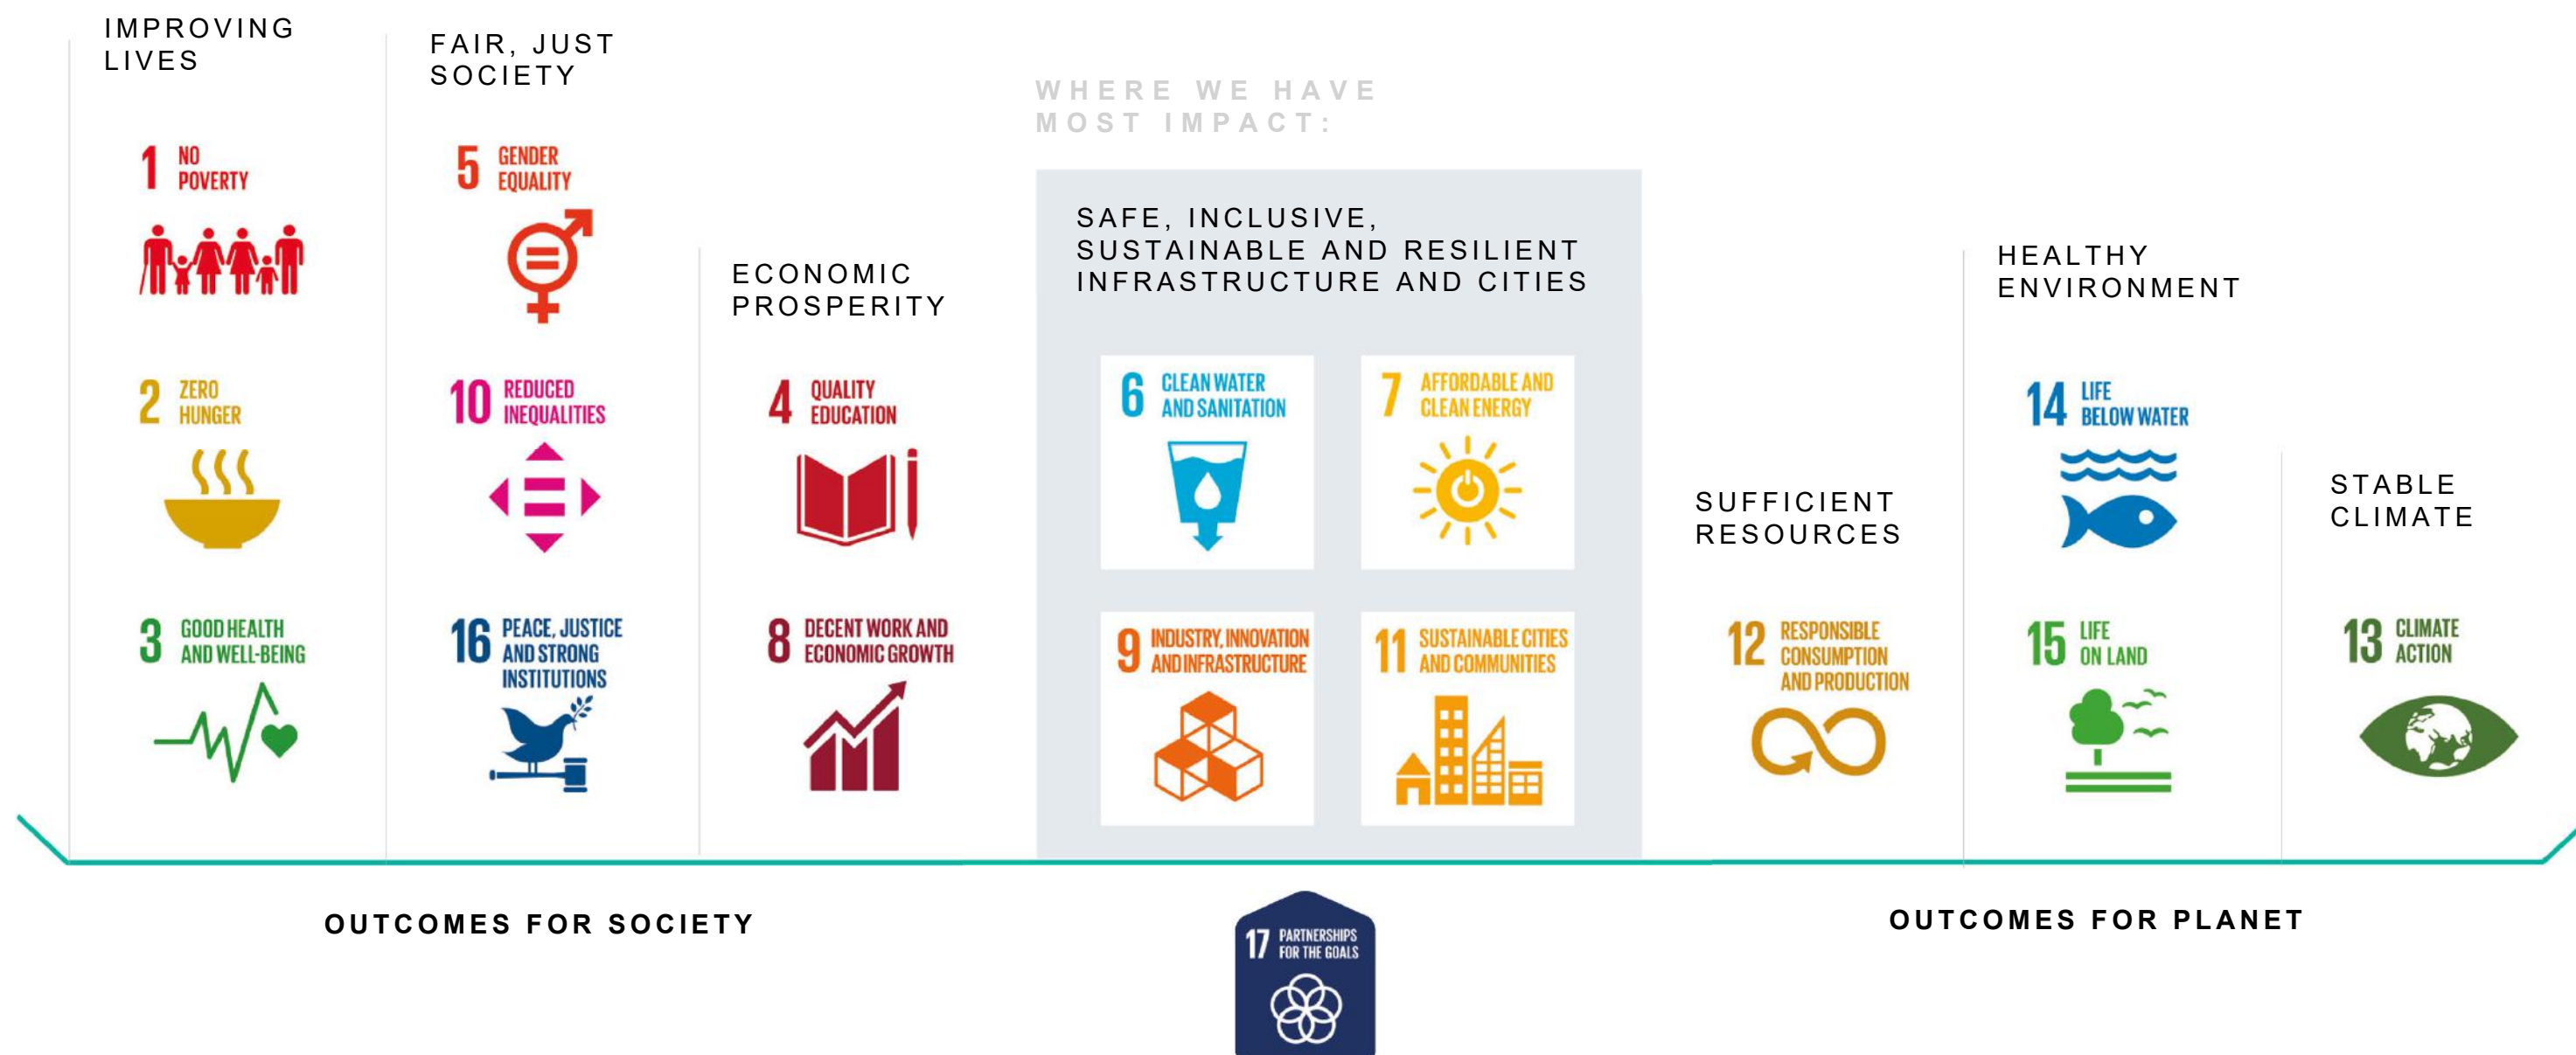 IMPROVING
LIVES
1 NO
POVERTY
2 ZERO
HUNGER
3 GOOD HEALTH
AND WELL-BEING
FAIR, JUST
SOCIETY
5 GENDER
EQUALITY
10 REDUCED
INEQUALITIES
16 PEACE, JUSTICE
AND STRONG
INSTITUTIONS
ECONOMIC
PROSPERITY
4 QUALITY
EDUCATION
8 DECENT WORK AND
ECONOMIC GROWTH
WHERE WE HAVE
MOST IMPACT:
SAFE, INCLUSIVE,
SUSTAINABLE AND RESILIENT
INFRASTRUCTURE AND CITIES
6 CLEAN WATER
AND SANITATION
7 AFFORDABLE AND
CLEAN ENERGY
9 INDUSTRY, INNOVATION
AND INFRASTRUCTURE
11 SUSTAINABLE CITIES
AND COMMUNITIES
SUFFICIENT
RESOURCES
12 RESPONSIBLE
CONSUMPTION
AND PRODUCTION
HEALTHY
ENVIRONMENT
14 LIFE
BELOW WATER
15 LIFE
ON LAND
STABLE
CLIMATE
13 CLIMATE
ACTION
OUTCOMES FOR SOCIETY
17 PARTNERSHIPS
FOR THE GOALS
OUTCOMES FOR PLANET